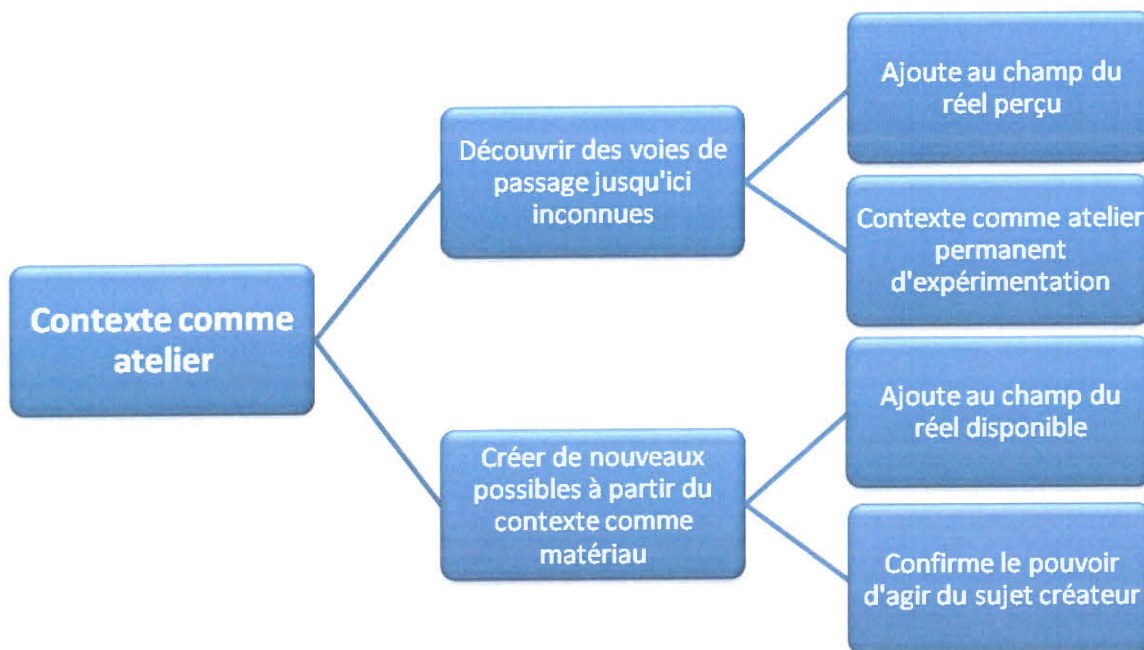 Contexte comme
atelier
Découvrir des voies de
passage jusqu'ici
inconnues
Ajoute au champ du
réel perçu
Contexte comme atelier
permanent
d'expérimentation
Créer de nouveaux
possibles à partir du
contexte comme
matériau
Ajoute au champ du
réel disponible
Confirme le pouvoir
d'agir du sujet créateur